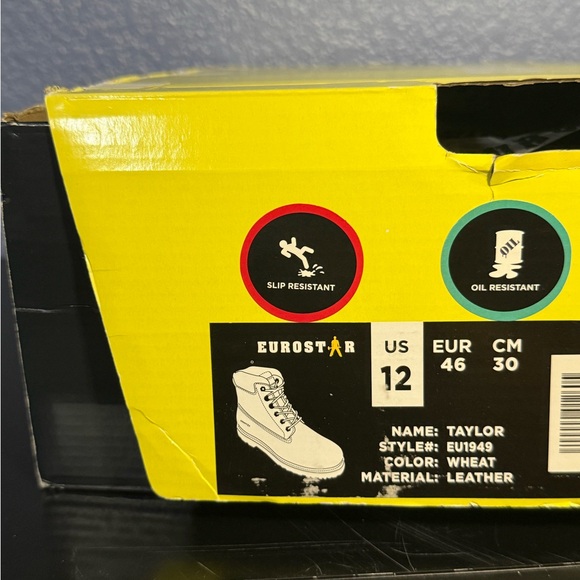 SLIP RESISTANT
OIL
OIL RESISTANT
EUROSTAR
US EUR CM
12 46 30
NAME: TAYLOR
STYLE#: EU1949
COLOR: WHEAT
MATERIAL: LEATHER